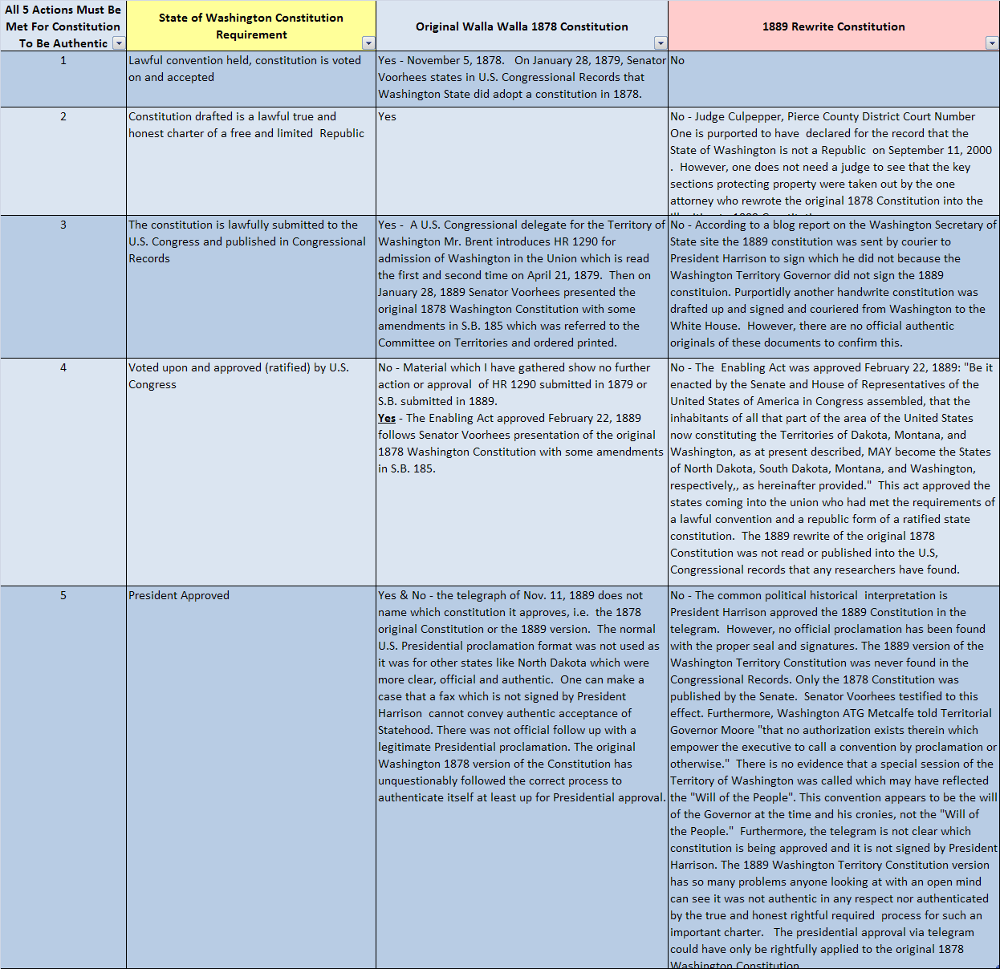 All 5 Actions Must Be
Met For Constitution
To Be Authentic
State of Washington Constitution
Requirement
Original Walla Walla 1878 Constitution
1889 Rewrite Constitution
1
Lawful convention held, constitution is voted
on and accepted
Yes - November 5, 1878.   On January 28, 1879, Senator
Voorhees states in U.S. Congressional Records that
Washington State did adopt a constitution in 1878.
No
2
Constitution drafted is a lawful true and
honest charter of a free and limited  Republic
Yes
No - Judge Culpepper, Pierce County District Court Number
One is purported to have  declared for the record that the
State of Washington is not a Republic  on September 11, 2000
.  However, one does not need a judge to see that the key
sections protecting property were taken out by the one
attorney who rewrote the original 1878 Constitution into the
3
The constitution is lawfully submitted to the
U.S. Congress and published in Congressional
Records
Yes -  A U.S. Congressional delegate for the Territory of
Washington Mr. Brent introduces HR 1290 for
admission of Washington in the Union which is read
the first and second time on April 21, 1879.  Then on
January 28, 1889 Senator Voorhees presented the
original 1878 Washington Constitution with some
amendments in S.B. 185 which was referred to the
Committee on Territories and ordered printed.
No - According to a blog report on the Washington Secretary of
State site the 1889 constitution was sent by courier to
President Harrison to sign which he did not because the
Washington Territory Governor did not sign the 1889
constituion. Purportidly another handwrite constitution was
drafted up and signed and couriered from Washington to the
White House.  However, there are no official authentic
originals of these documents to confirm this.
4
Voted upon and approved (ratified) by U.S.
Congress
No - Material which I have gathered show no further
action or approval  of HR 1290 submitted in 1879 or
S.B. submitted in 1889.
Yes - The Enabling Act approved February 22, 1889
follows Senator Voorhees presentation of the original
1878 Washington Constitution with some amendments
in S.B. 185.
No - The  Enabling Act was approved February 22, 1889: "Be it
enacted by the Senate and House of Representatives of the
United States of America in Congress assembled, that the
inhabitants of all that part of the area of the United States
now constituting the Territories of Dakota, Montana, and
Washington, as at present described, MAY become the States
of North Dakota, South Dakota, Montana, and Washington,
respectively,, as hereinafter provided."  This act approved the
states coming into the union who had met the requirements of
a lawful convention and a republic form of a ratified state
constitution.  The 1889 rewrite of the original 1878
Constitution was not read or published into the U.S,
Congressional records that any researchers have found.
5
President Approved
Yes & No - the telegraph of Nov. 11, 1889 does not
name which constitution it approves, i.e.  the 1878
original Constitution or the 1889 version.  The normal
U.S. Presidential proclamation format was not used as
it was for other states like North Dakota which were
more clear, official and authentic.  One can make a
case that a fax which is not signed by President
Harrison  cannot convey authentic acceptance of
Statehood. There was not official follow up with a
legitimate Presidential proclamation. The original
Washington 1878 version of the Constitution has
unquestionably followed the correct process to
authenticate itself at least up for Presidential approval.
No - The common political historical  interpretation is
President Harrison approved the 1889 Constitution in the
telegram.  However, no official proclamation has been found
with the proper seal and signatures. The 1889 version of the
Washington Territory Constitution was never found in the
Congressional Records. Only the 1878 Constitution was
published by the Senate.  Senator Voorhees testified to this
effect. Furthermore, Washington ATG Metcalfe told Territorial
Governor Moore "that no authorization exists therein which
empower the executive to call a convention by proclamation or
otherwise."  There is no evidence that a special session of the
Territory of Washington was called which may have reflected
the "Will of the People". This convention appears to be the will
of the Governor at the time and his cronies, not the "Will of
the People."  Furthermore, the telegram is not clear which
constitution is being approved and it is not signed by President
Harrison. The 1889 Washington Territory Constitution version
has so many problems anyone looking at with an open mind
can see it was not authentic in any respect nor authenticated
by the true and honest rightful required  process for such an
important charter.   The presidential approval via telegram
could have only be rightfully applied to the original 1878
Washington Constitution